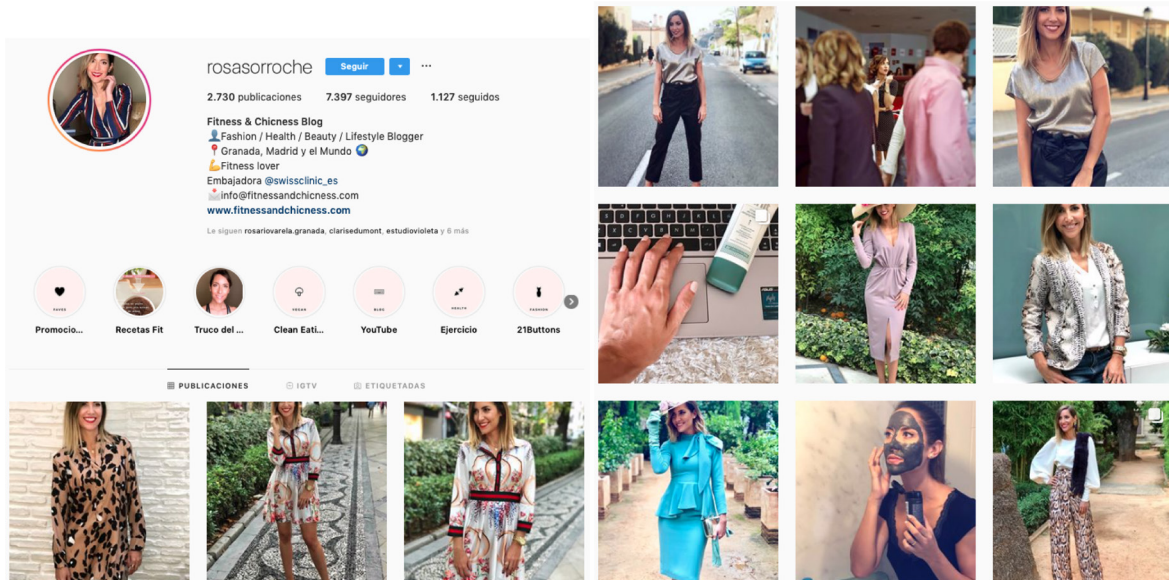 rosasorroche Seguir
2.730 publicaciones 7.397 seguidores 1.127 seguidos
Fitness & Chicness Blog
Fashion / Health / Beauty / Lifestyle Blogger
Granada, Madrid y el Mundo
Fitness lover
Embajadora @swissclinic_es
info@fitnessandchicness.com
www.fitnessandchicness.com
Le siguen rosariovarela.granada, clarisedumont, estudiovioleta y 6 más
Promocio... Recetas Fit Truco del ... Clean Eati... YouTube Ejercicio 21Buttons
PUBLICACIONES IGTV ETIQUETADAS